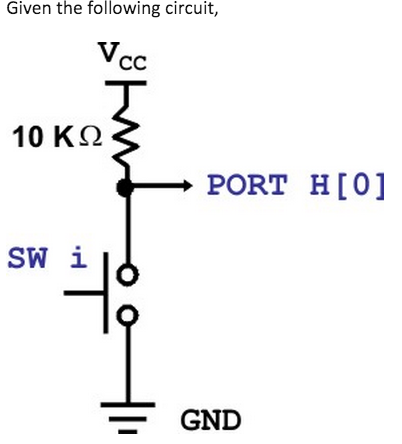 Given the following circuit,
VCC
10 KΩ
PORT H[0]
SW i
GND